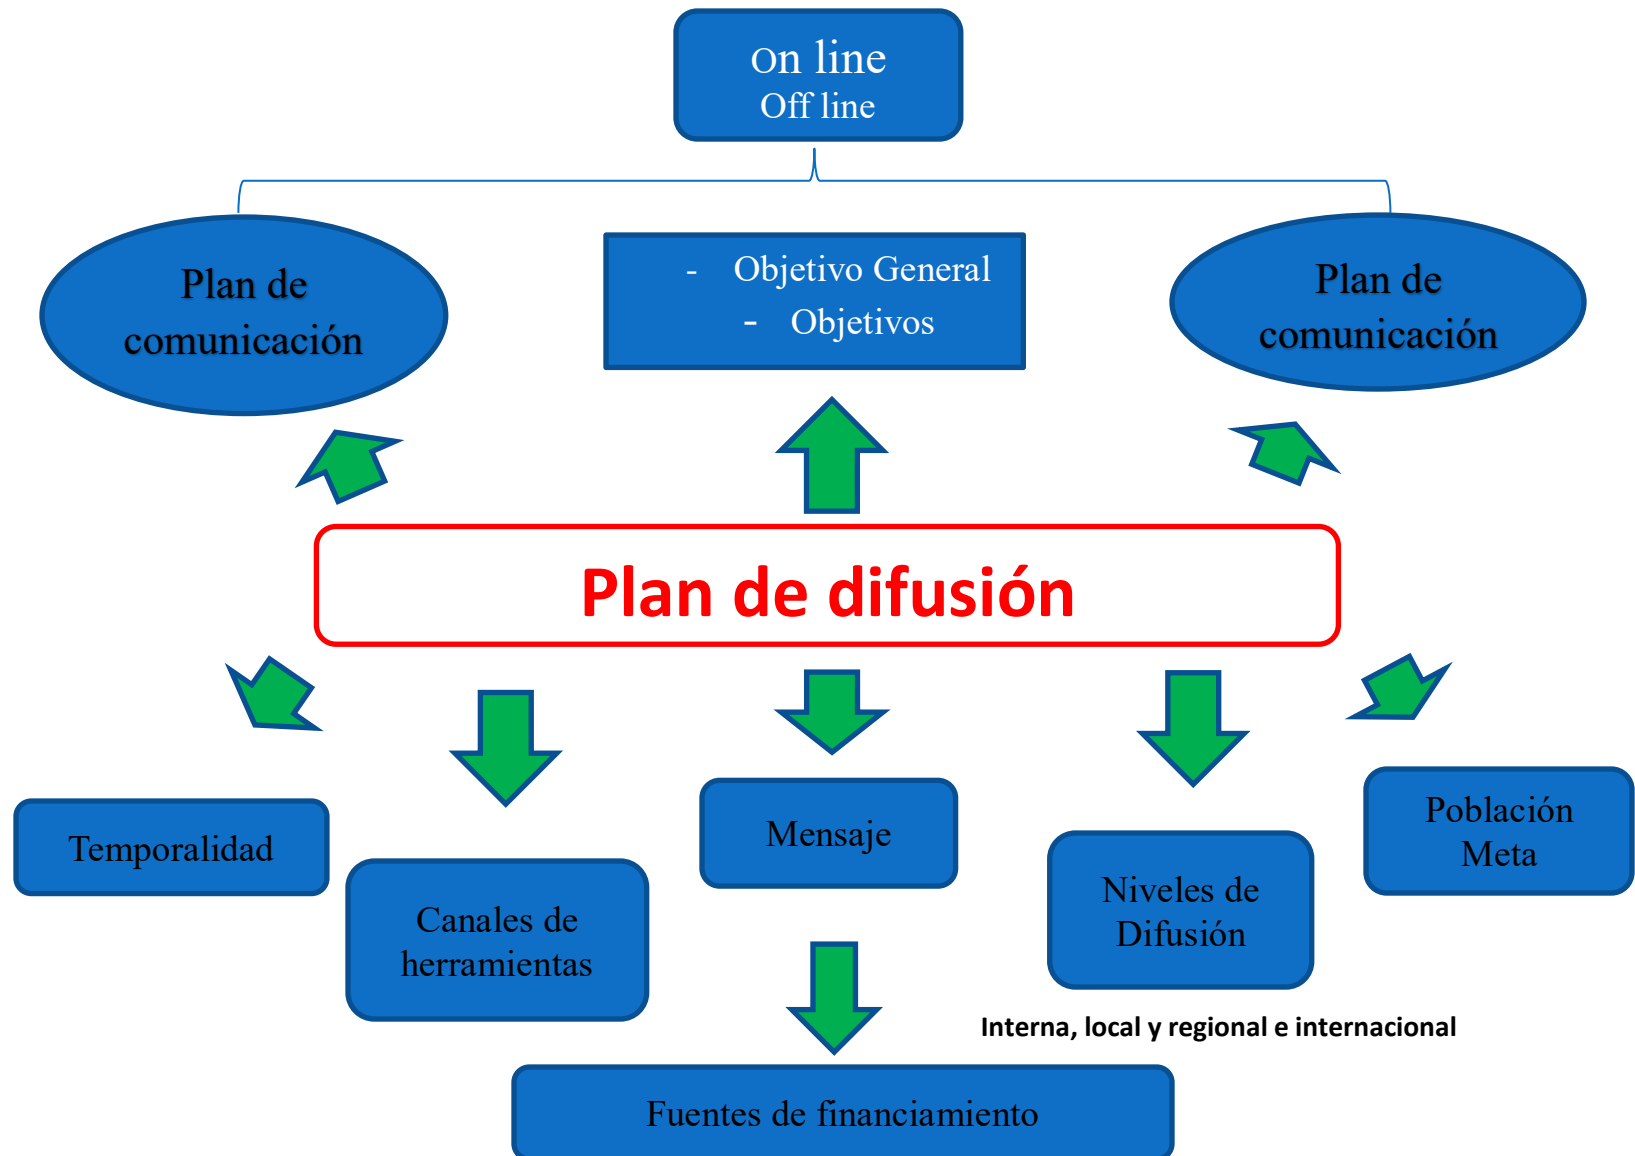 On line
Off line
Plan de
comunicación
- Objetivo General
- Objetivos
Plan de
comunicación
Plan de difusión
Temporalidad
Canales de
herramientas
Mensaje
Niveles de
Difusión
Población
Meta
Interna, local y regional e internacional
Fuentes de financiamiento